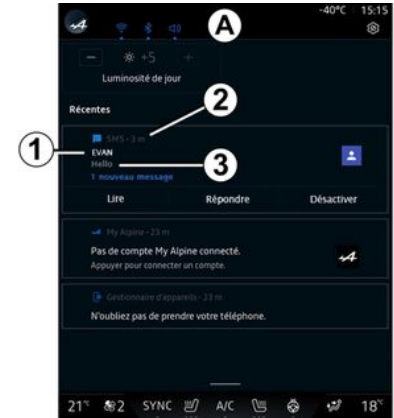 -40°C 15:15
A
− +5 +
Luminosité de jour
2
Récentes
SMS - 3 m
1
EVAN
Hello
3
1 nouveau message
Lire Répondre Désactiver
My Alpine - 23 m
Pas de compte My Alpine connecté.
Appuyer pour connecter un compte.
Gestionnaire d'appareils - 23 m
N'oubliez pas de prendre votre téléphone.
21°C 2 SYNC A/C 18°C